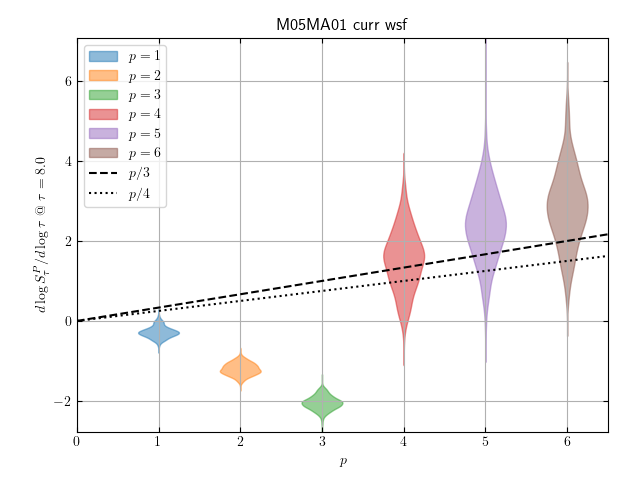 M05MA01 curr wsf
p = 1
p = 2
p = 3
p = 4
p = 5
p = 6
p/3
p/4
d log S_τ^P / d log τ @ τ = 8.0
6
4
2
0
−2
0 1 2 3 4 5 6
p